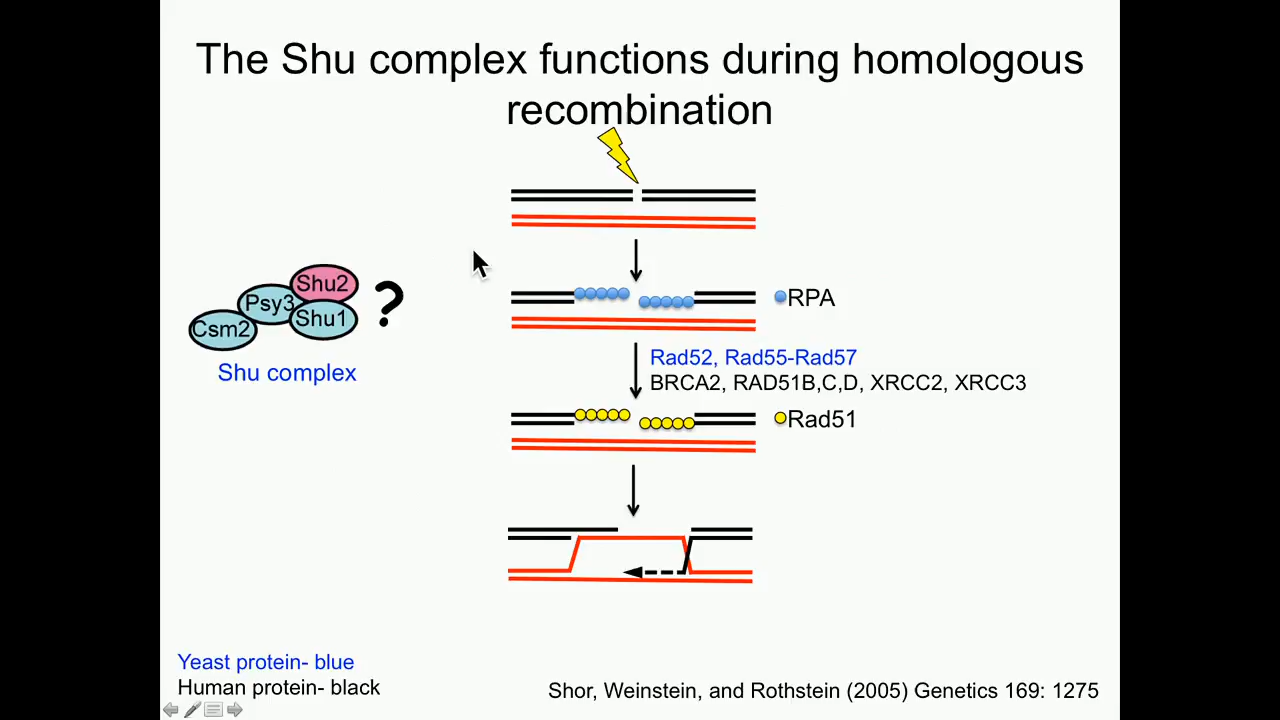 The Shu complex functions during homologous
recombination
Shu2
Psy3
Shu1
Csm2
?
Shu complex
RPA
Rad52, Rad55-Rad57
BRCA2, RAD51B,C,D, XRCC2, XRCC3
Rad51
Yeast protein- blue
Human protein- black
Shor, Weinstein, and Rothstein (2005) Genetics 169: 1275